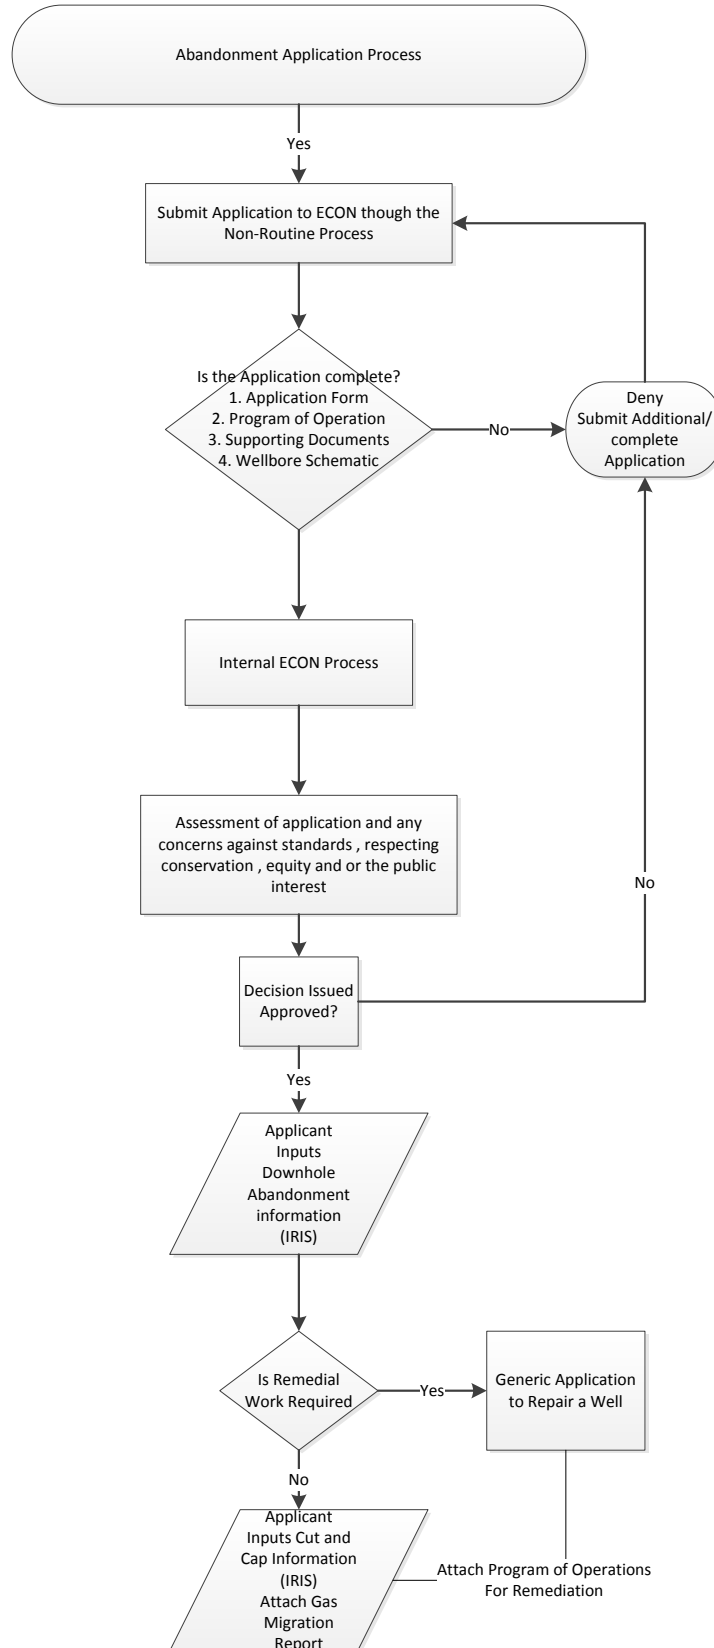 Abandonment Application Process
Yes
Submit Application to ECON though the
Non-Routine Process
Is the Application complete?
1. Application Form
2. Program of Operation
3. Supporting Documents
4. Wellbore Schematic
No
Deny
Submit Additional/
complete
Application
Internal ECON Process
Assessment of application and any
concerns against standards , respecting
conservation , equity and or the public
interest
No
Decision Issued
Approved?
Yes
Applicant
Inputs
Downhole
Abandonment
information
(IRIS)
Is Remedial
Work Required
Yes
Generic Application
to Repair a Well
No
Applicant
Inputs Cut and
Cap Information
(IRIS)
Attach Gas
Migration
Report
Attach Program of Operations
For Remediation